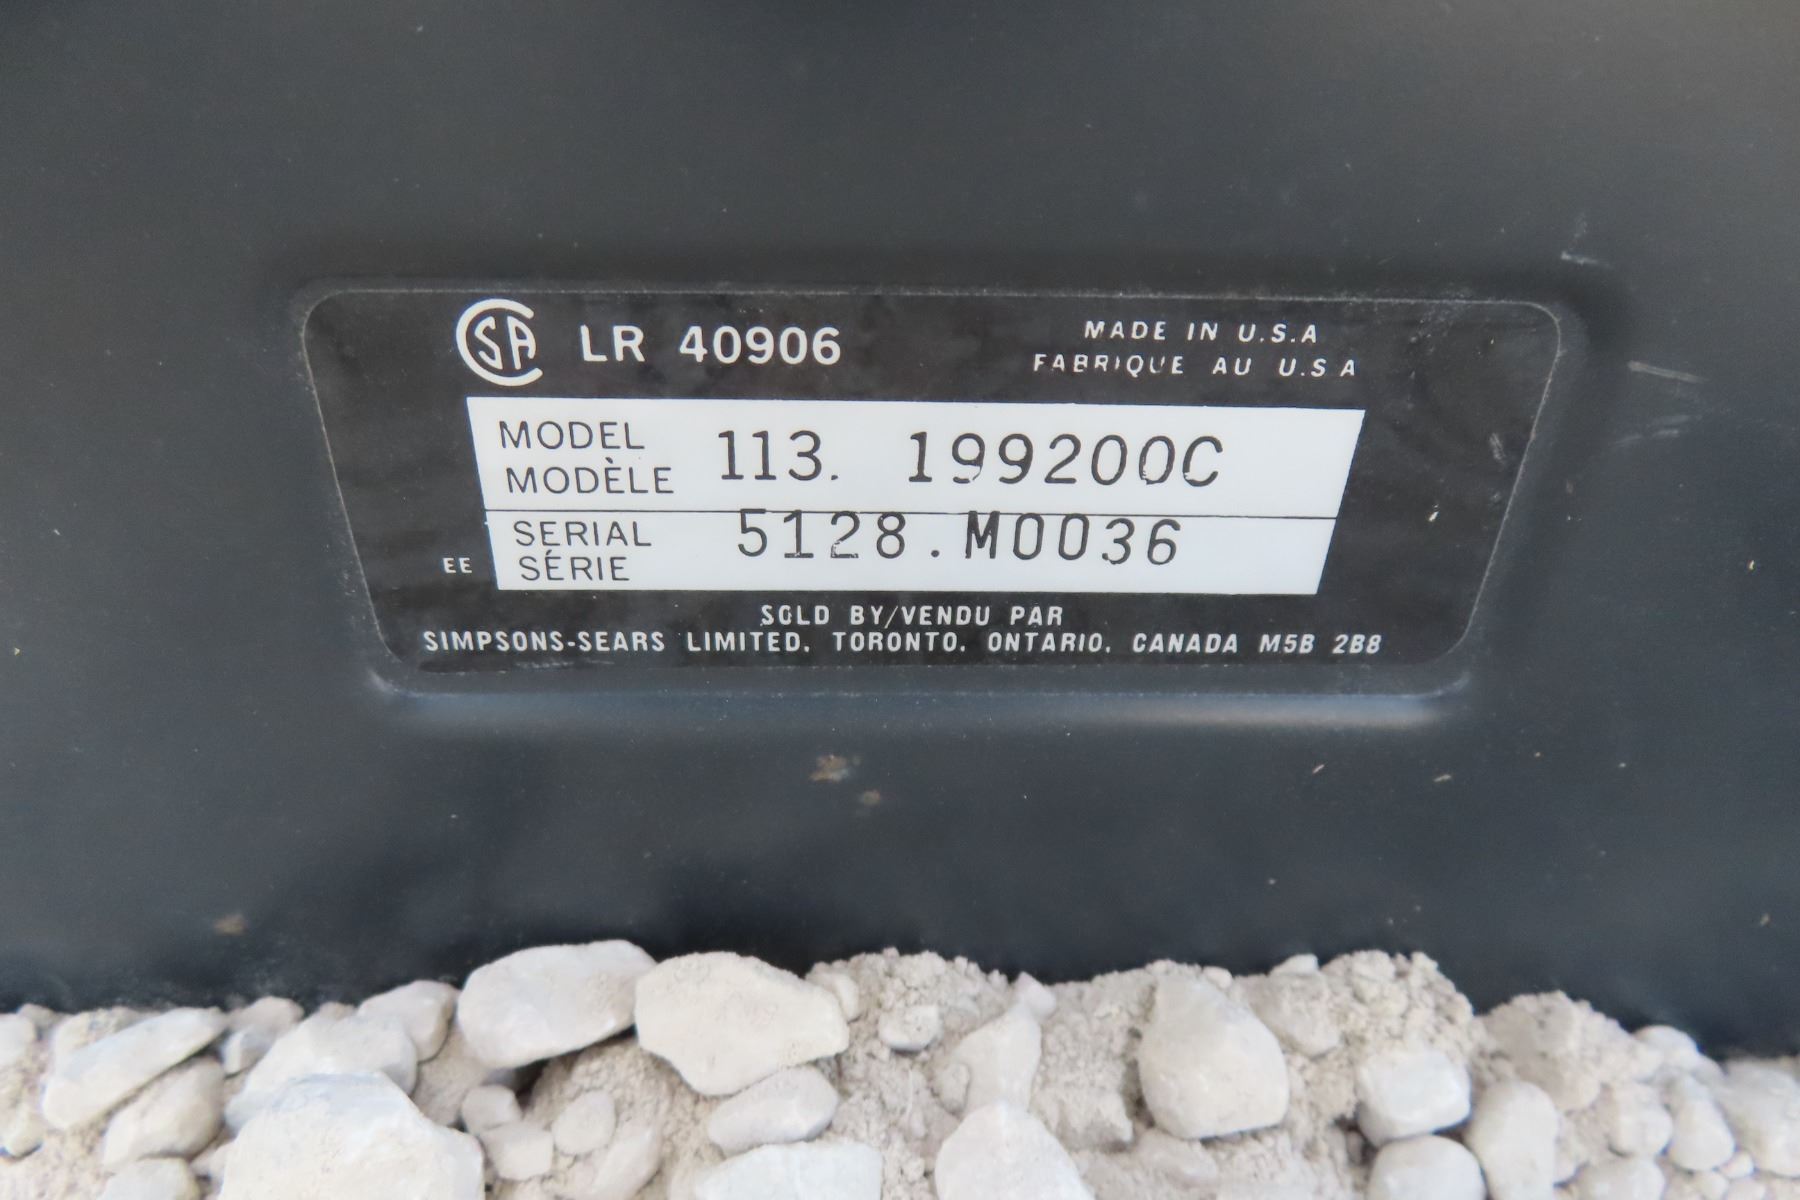 CSA LR 40906
MADE IN U.S.A
FABRIQUE AU U.S A
MODEL
MODÈLE
113. 199200C
SERIAL
SÉRIE
5128.M0036
EE
SOLD BY/VENDU PAR
SIMPSONS-SEARS LIMITED. TORONTO. ONTARIO. CANADA M5B 2B8